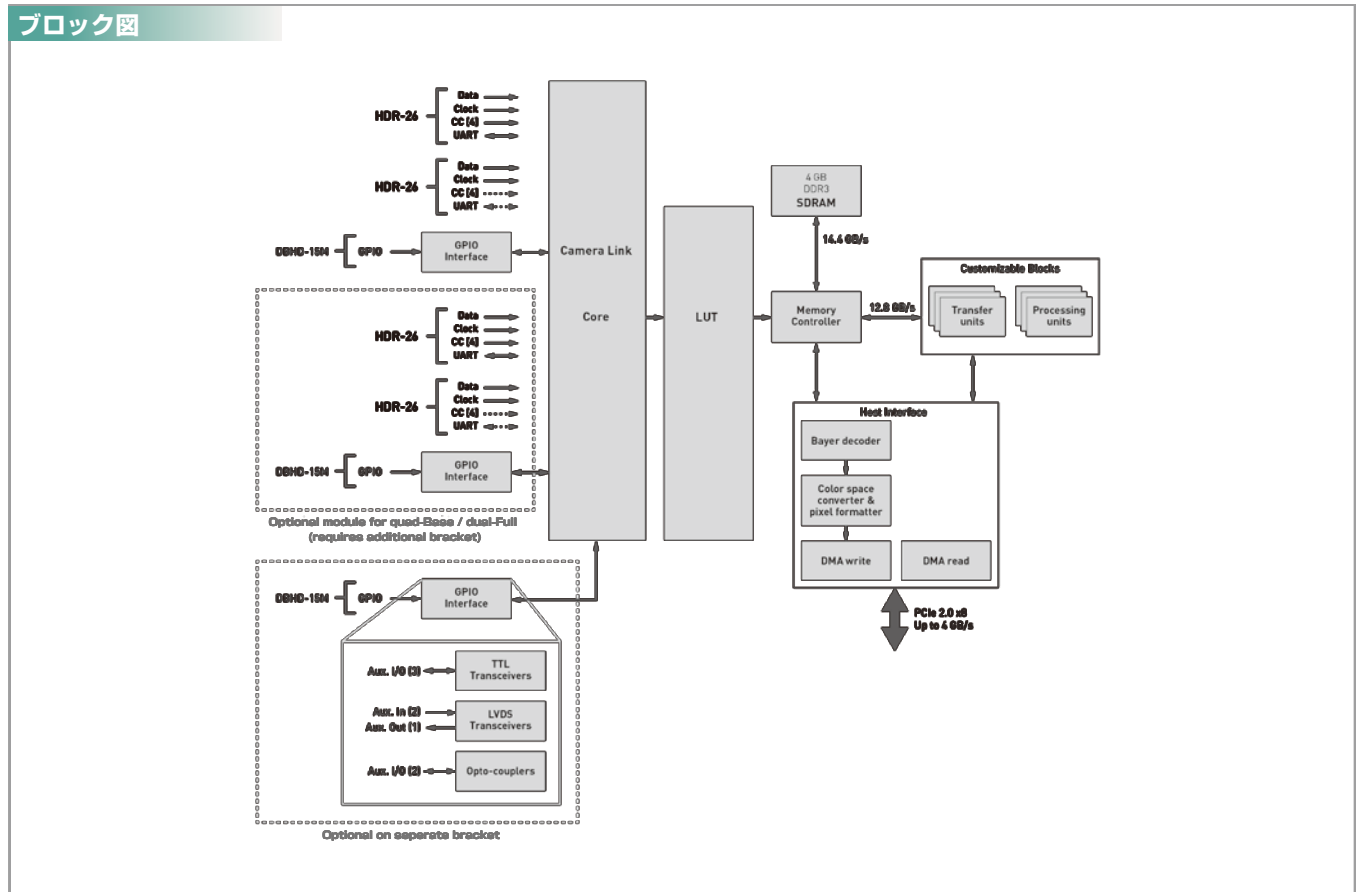 ブロック図
HDR-26
Data
Clock
CC [4]
UART
HDR-26
Data
Clock
CC [4]
UART
DBHD-15M
GPIO
GPIO
Interface
HDR-26
Data
Clock
CC [4]
UART
HDR-26
Data
Clock
CC [4]
UART
DBHD-15M
GPIO
GPIO
Interface
Optional module for quad-Base / dual-Full
(requires additional bracket)
DBHD-15M
GPIO
GPIO
Interface
Aux. I/O (3)
TTL
Transceivers
Aux. In (2)
Aux. Out (1)
LVDS
Transceivers
Aux. I/O (2)
Opto-couplers
Optional on seperate bracket
Camera Link
Core
LUT
4 GB
DDR3
SDRAM
14.4 GB/s
Memory
Controller
12.8 GB/s
Customizable Blocks
Transfer
units
Processing
units
Host Interface
Bayer decoder
Color space
converter &
pixel formatter
DMA write
DMA read
PCIe 2.0 x8
Up to 4 GB/s